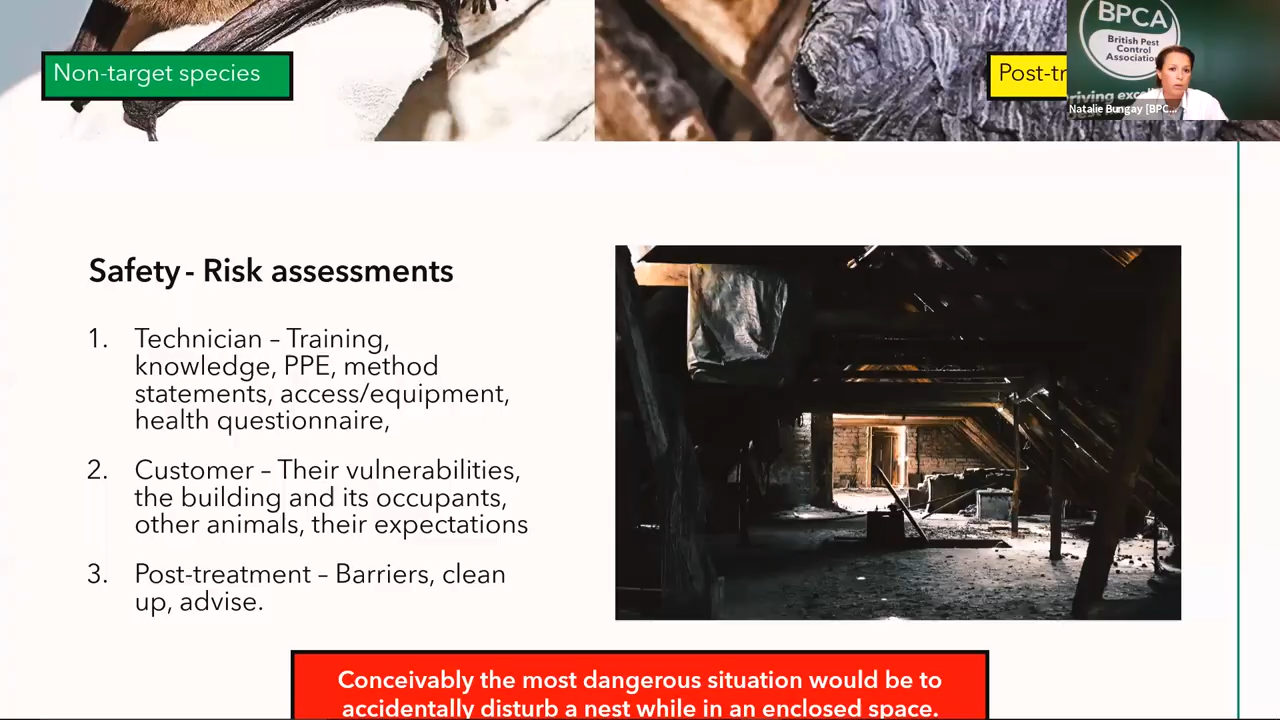 Non-target species
Post-tr
BPCA
British Pest
Control
Association
Natalie Bungay [BPC...
Safety - Risk assessments
1. Technician – Training,
knowledge, PPE, method
statements, access/equipment,
health questionnaire,
2. Customer – Their vulnerabilities,
the building and its occupants,
other animals, their expectations
3. Post-treatment – Barriers, clean
up, advise.
Conceivably the most dangerous situation would be to
accidentally disturb a nest while in an enclosed space.